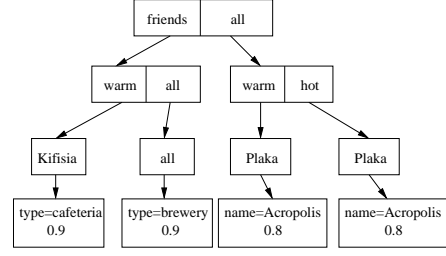 friends all
warm all
warm hot
Kifisia
all
Plaka
Plaka
type=cafeteria
0.9
type=brewery
0.9
name=Acropolis
0.8
name=Acropolis
0.8